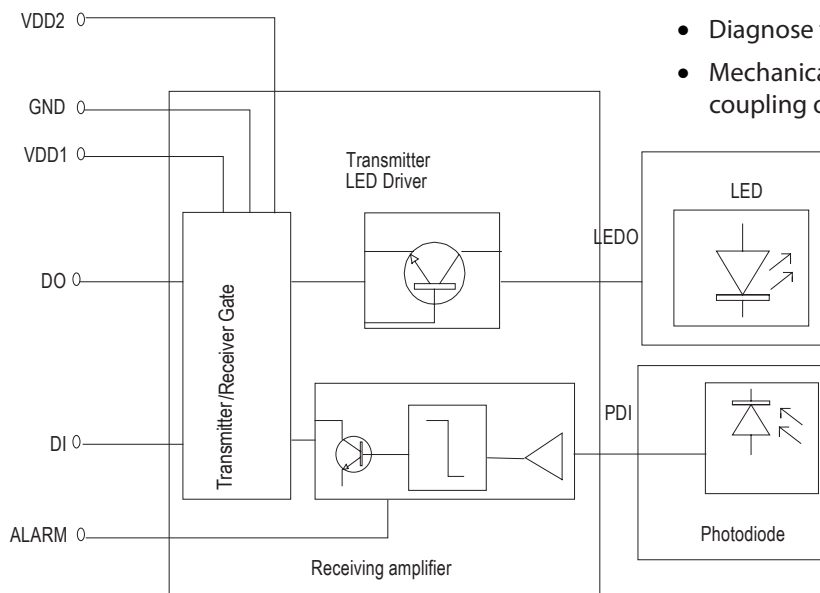 VDD2
GND
VDD1
DO
DI
ALARM
Transmitter/Receiver Gate
Transmitter
LED Driver
Receiving amplifier
LEDO
PDI
LED
Photodiode
• Diagnose
• Mechanica
coupling